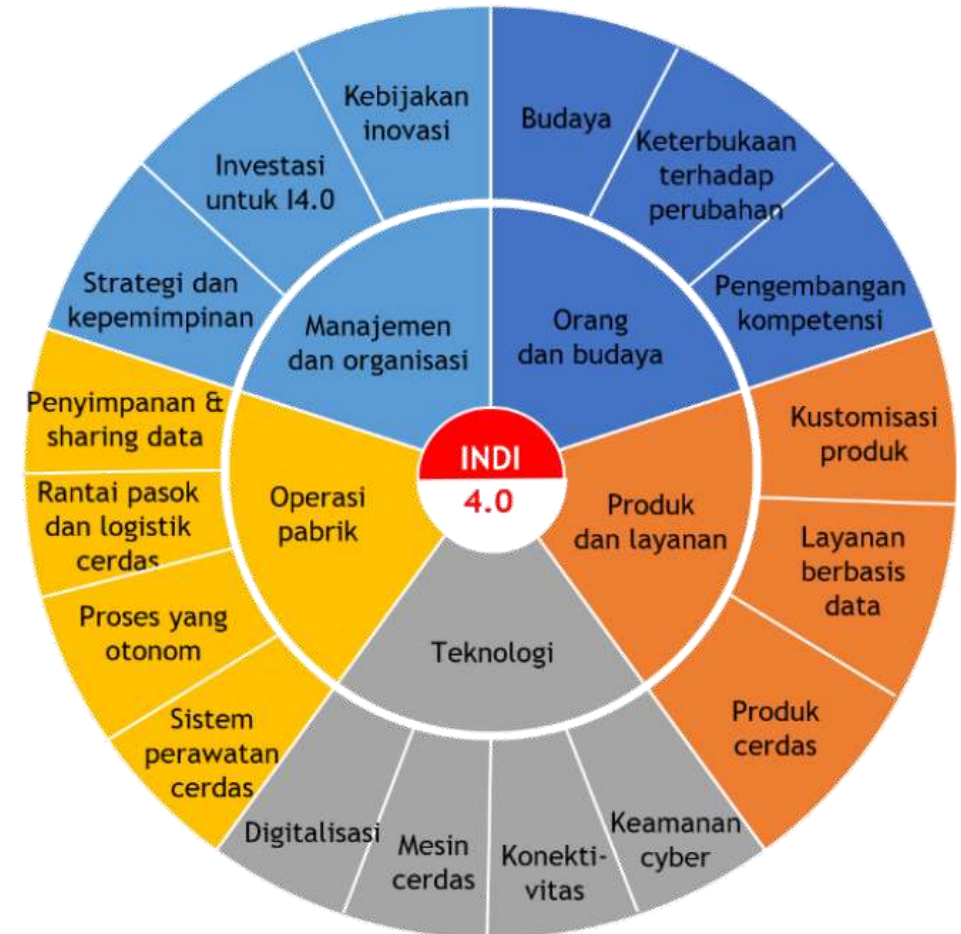 Kebijakan
inovasi
Investasi
untuk I4.0
Strategi dan
kepemimpinan
Manajemen
dan organisasi
Budaya
Keterbukaan
terhadap
perubahan
Pengembangan
kompetensi
Orang
dan budaya
INDI
4.0
Penyimpanan &
sharing data
Rantai pasok
dan logistik
cerdas
Proses yang
otonom
Sistem
perawatan
cerdas
Operasi
pabrik
Kustomisasi
produk
Layanan
berbasis
data
Produk
cerdas
Produk
dan layanan
Teknologi
Digitalisasi
Mesin
cerdas
Konekti-
vitas
Keamanan
cyber